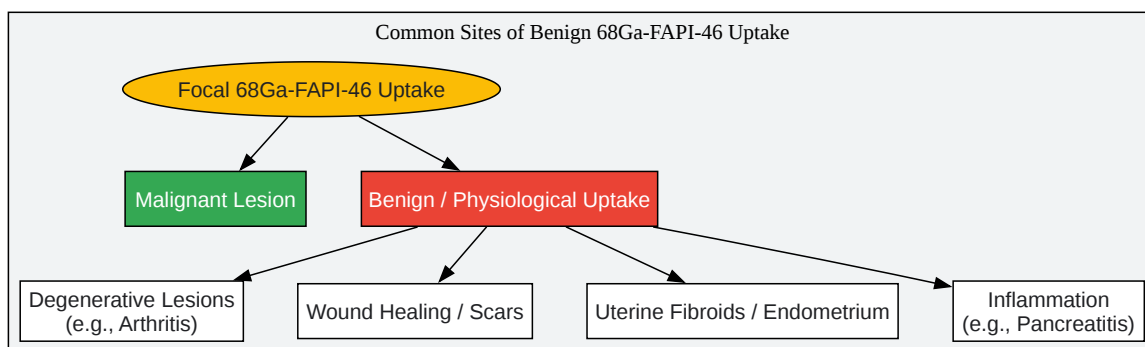 Common Sites of Benign 68Ga-FAPI-46 Uptake
Focal 68Ga-FAPI-46 Uptake
Malignant Lesion
Benign / Physiological Uptake
Degenerative Lesions
(e.g., Arthritis)
Wound Healing / Scars
Uterine Fibroids / Endometrium
Inflammation
(e.g., Pancreatitis)